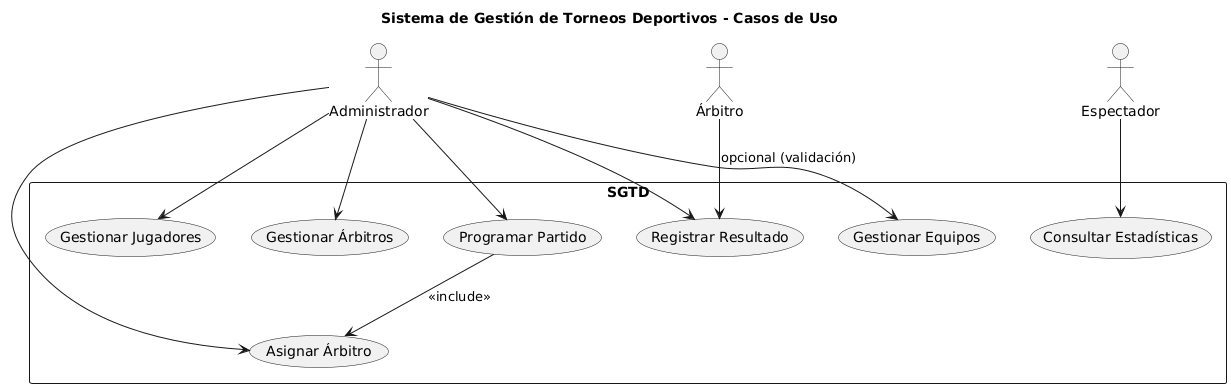 Sistema de Gestión de Torneos Deportivos - Casos de Uso
Administrador
Árbitro
Espectador
opcional (validación)
SGTD
Gestionar Jugadores
Gestionar Árbitros
Programar Partido
Registrar Resultado
Gestionar Equipos
Consultar Estadísticas
«include»
Asignar Árbitro